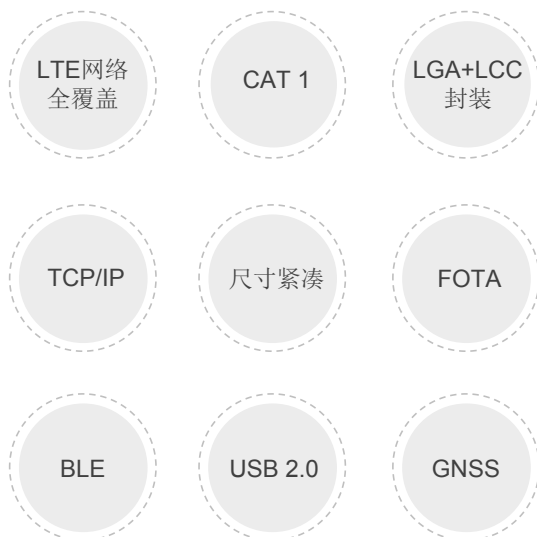 LTE网络
全覆盖
CAT 1
LGA+LCC
封装
TCP/IP
尺寸紧凑
FOTA
BLE
USB 2.0
GNSS